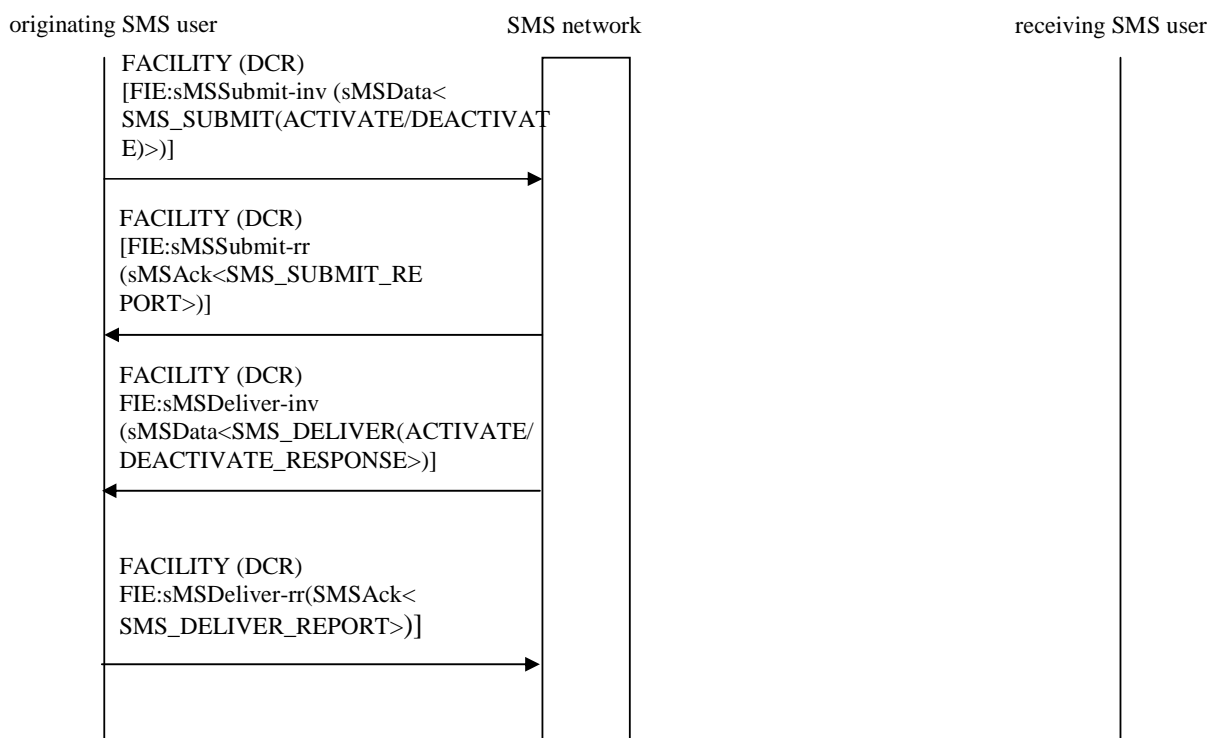 originating SMS user
SMS network
receiving SMS user
FACILITY (DCR)
[FIE:sMSSubmit-inv (sMSData<
SMS_SUBMIT(ACTIVATE/DEACTIVAT
E)>)]
FACILITY (DCR)
[FIE:sMSSubmit-rr
(sMSAck<SMS_SUBMIT_RE
PORT>)]
FACILITY (DCR)
FIE:sMSDeliver-inv
(sMSData<SMS_DELIVER(ACTIVATE/
DEACTIVATE_RESPONSE>)]
FACILITY (DCR)
FIE:sMSDeliver-rr(SMSAck<
SMS_DELIVER_REPORT>)]